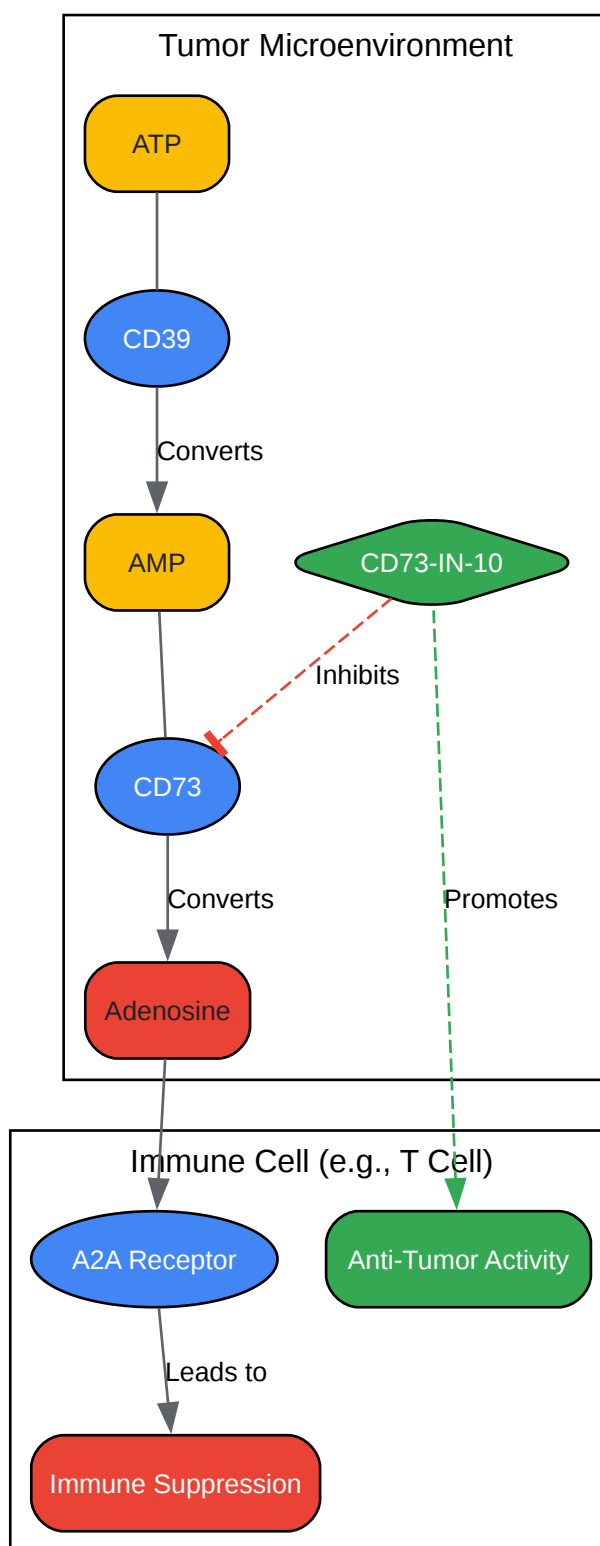 Tumor Microenvironment
ATP
CD39
Converts
AMP
CD73-IN-10
Inhibits
CD73
Converts
Promotes
Adenosine
Immune Cell (e.g., T Cell)
A2A Receptor
Anti-Tumor Activity
Leads to
Immune Suppression